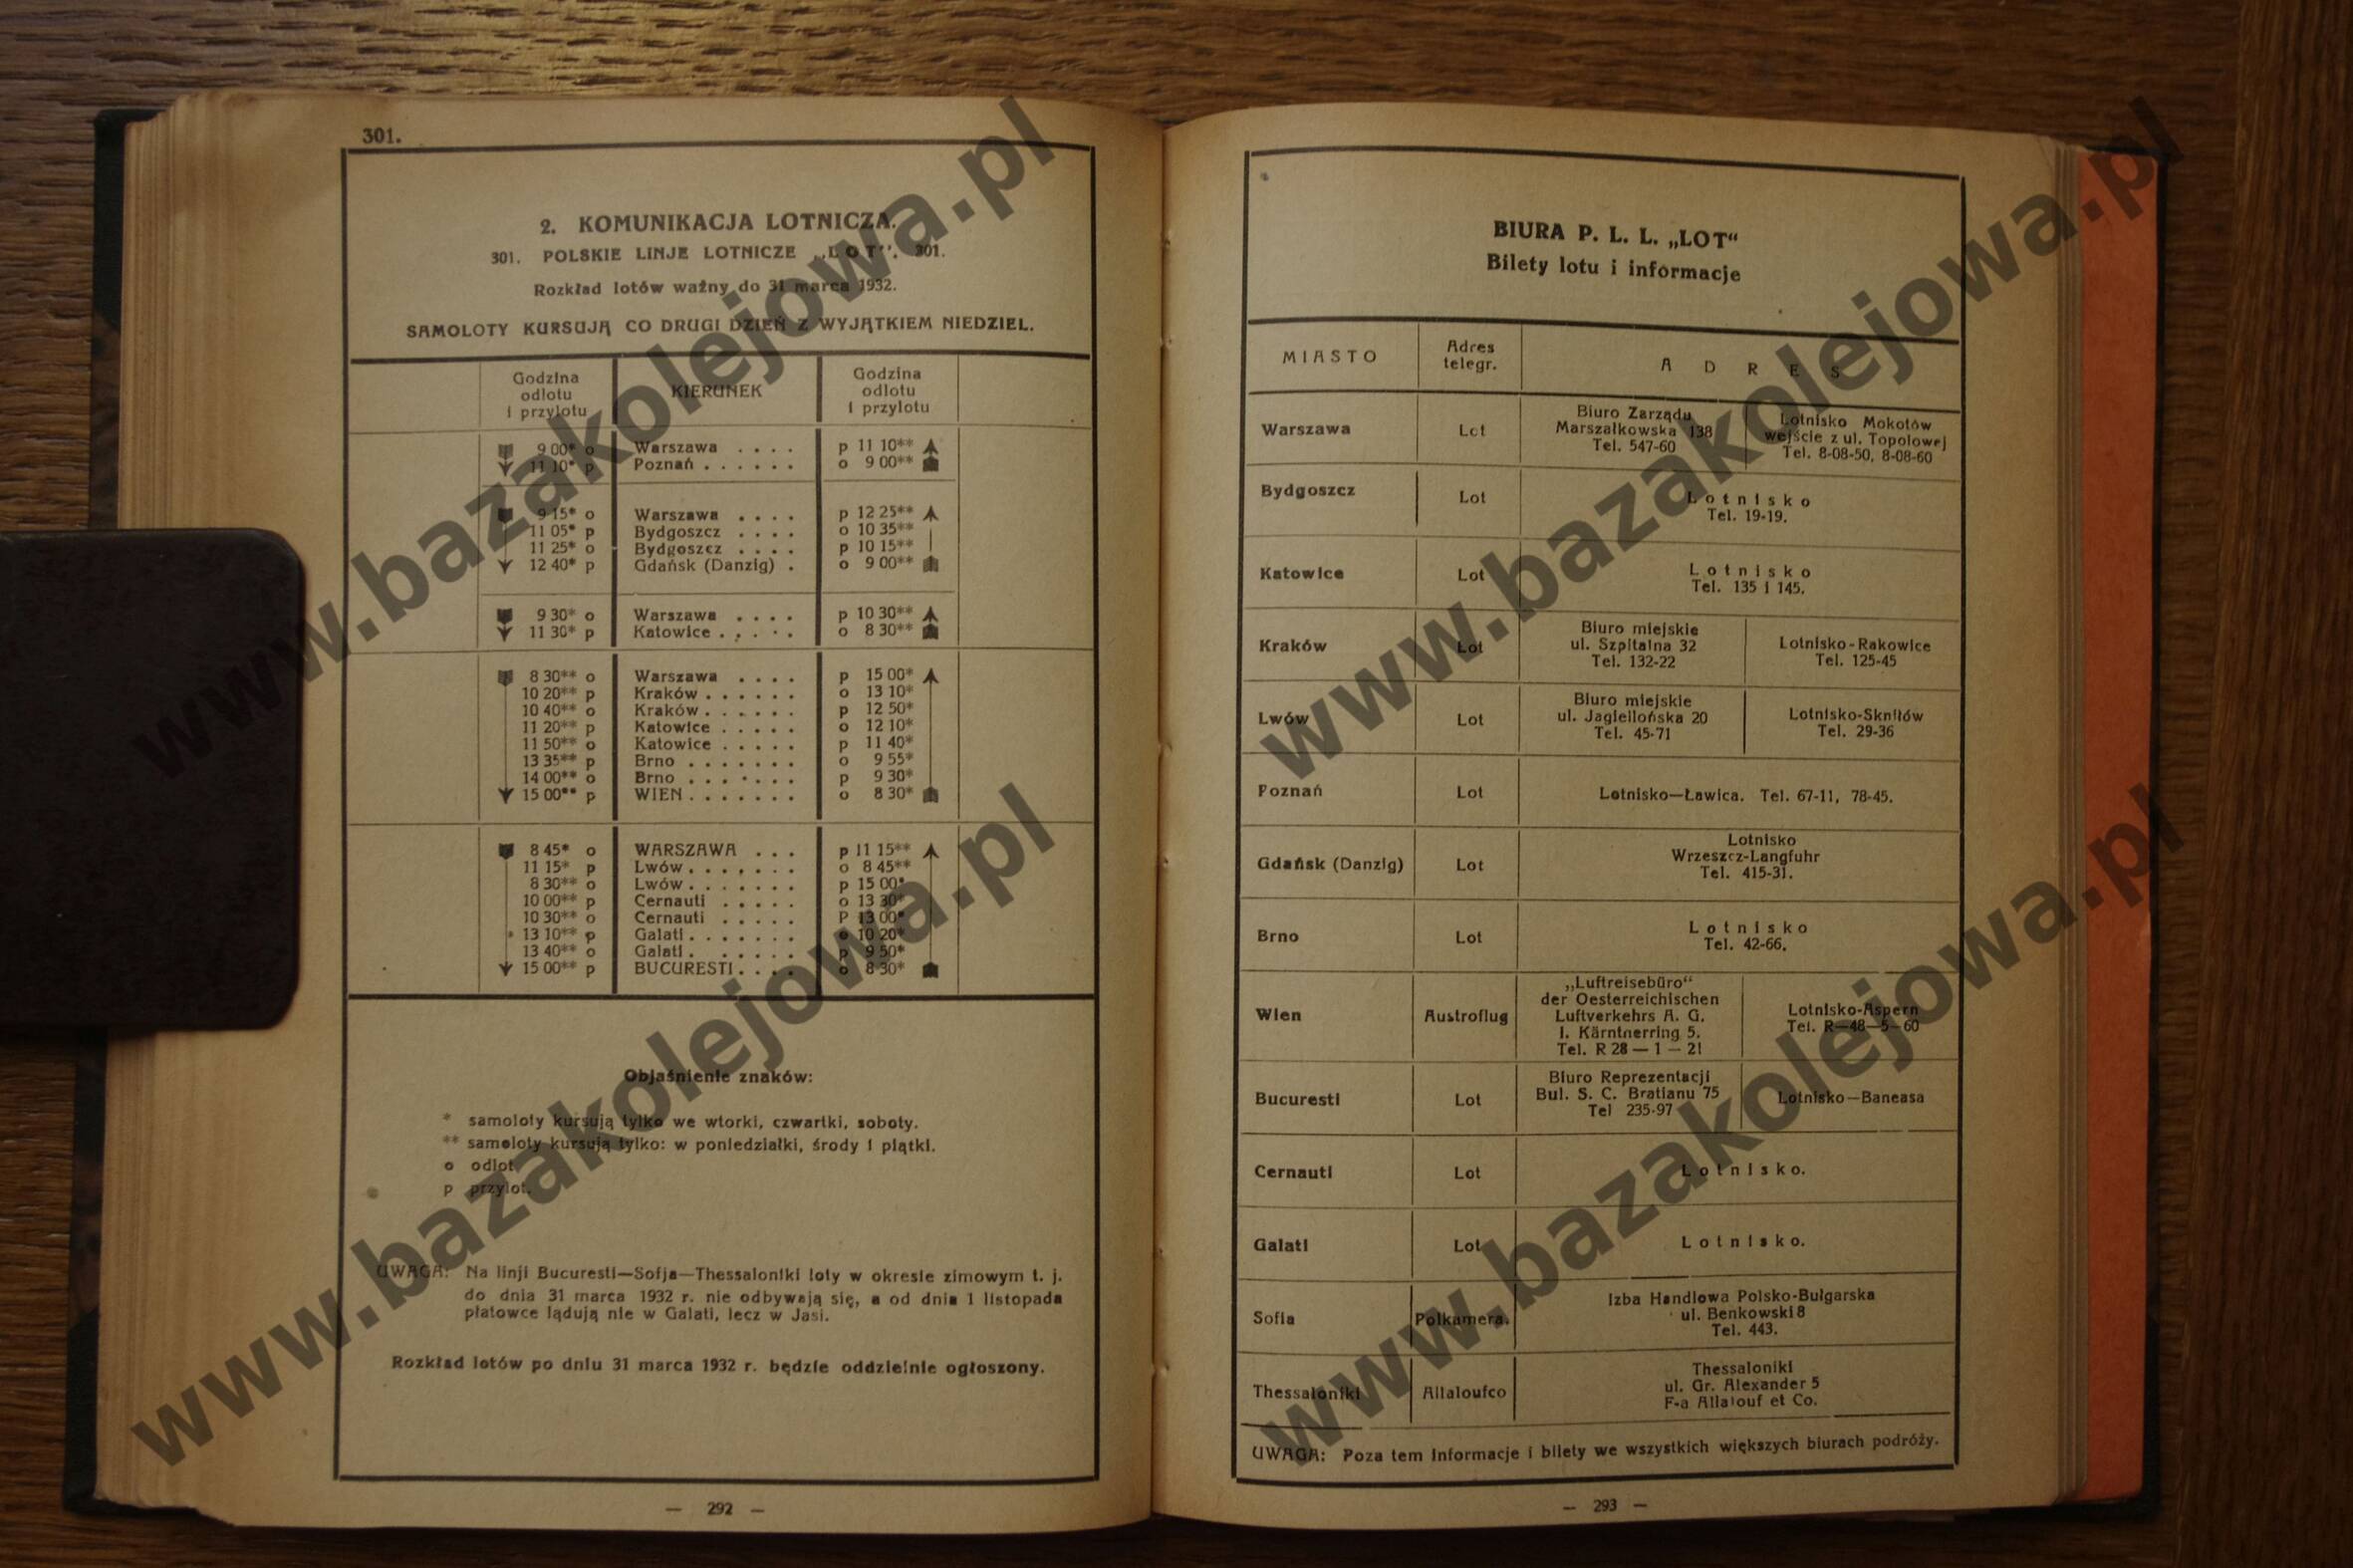 301.
2. KOMUNIKACJA LOTNICZA.
301. POLSKIE LINJE LOTNICZE „LOT”. 301.
Rozkład lotów ważny do 31 marca 1932.
SAMOLOTY KURSUJĄ CO DRUGI DZIEŃ Z WYJĄTKIEM NIEDZIEL.
Godzina odlotu i przylotu KIERUNEK Godzina odlotu i przylotu
9 00* o Warszawa . . . . p 11 10**
11 10* p Poznań . . . . . . o 9 00**
9 15* o Warszawa . . . . p 12 25**
11 05* p Bydgoszcz . . . . o 10 35**
11 25* o Bydgoszcz . . . . p 10 15**
12 40* p Gdańsk (Danzig) . o 9 00**
9 30* o Warszawa . . . . p 10 30**
11 30* p Katowice . . . . . o 8 30**
8 30** o Warszawa . . . . p 15 00*
10 20** p Kraków . . . . . . o 13 10*
10 40** o Kraków . . . . . . p 12 50*
11 20** p Katowice . . . . . o 12 10*
11 50** o Katowice . . . . . p 11 40*
13 35** p Brno . . . . . . . o 9 55*
14 00** o Brno . . . . . . . p 9 30*
15 00** p WIEN . . . . . . . o 8 30*
8 45* o WARSZAWA . . . p 11 15**
11 15* p Lwów . . . . . . . o 8 45**
8 30** o Lwów . . . . . . . p 15 00*
10 00** p Cernauti . . . . . o 13 30*
10 30** o Cernauti . . . . . P 13 00*
13 10** p Galati . . . . . . . o 10 20*
13 40** o Galati . . . . . . . p 9 50*
15 00** p BUCURESTI . . . . o 8 30*
Objaśnienie znaków:
* samoloty kursują tylko we wtorki, czwartki, soboty.
** samoloty kursują tylko: w poniedziałki, środy i piątki.
o odlot.
p przylot.
UWAGA: Na linji Bucuresti—Sofja—Thessaloniki loty w okresie zimowym t. j.
do dnia 31 marca 1932 r. nie odbywają się, a od dnia 1 listopada
płatowce lądują nie w Galati, lecz w Jasi.
Rozkład lotów po dniu 31 marca 1932 r. będzie oddzielnie ogłoszony.
— 292 —
BIURA P. L. L. „LOT“
Bilety lotu i informacje
MIASTO Adres telegr. ADRES
Warszawa Lot Biuro Zarządu Marszałkowska 138 Tel. 547-60 Lotnisko Mokotów wejście z ul. Topolowej Tel. 8-08-50, 8-08-60
Bydgoszcz Lot Lotnisko Tel. 19-19.
Katowice Lot Lotnisko Tel. 135 i 145.
Kraków Lot Biuro miejskie ul. Szpitalna 32 Tel. 132-22 Lotnisko-Rakowice Tel. 125-45
Lwów Lot Biuro miejskie ul. Jagiellońska 20 Tel. 45-71 Lotnisko-Skniłów Tel. 29-36
Poznań Lot Lotnisko—Ławica. Tel. 67-11, 78-45.
Gdańsk (Danzig) Lot Lotnisko Wrzeszcz-Langfuhr Tel. 415-31.
Brno Lot Lotnisko Tel. 42-66.
Wien Austroflug „Luftreisebüro“ der Oesterreichischen Luftverkehrs A. G. I. Kärntnerring 5. Tel. R 28 — 1 — 21 Lotnisko-Aspern Tel. R—48—5—60
Bucuresti Lot Biuro Reprezentacji Bul. S. C. Bratianu 75 Tel 235-97 Lotnisko—Baneasa
Cernauti Lot Lotnisko.
Galati Lot Lotnisko.
Sofia Polkamera. Izba Handlowa Polsko-Bułgarska ul. Benkowski 8 Tel. 443.
Thessaloniki Allaloufco Thessaloniki ul. Gr. Alexander 5 F-a Allalouf et Co.
UWAGA: Poza tem informacje i bilety we wszystkich większych biurach podróży.
— 293 —
www.bazakolejowa.pl
www.bazakolejowa.pl
www.bazakolejowa.pl
www.bazakolejowa.pl